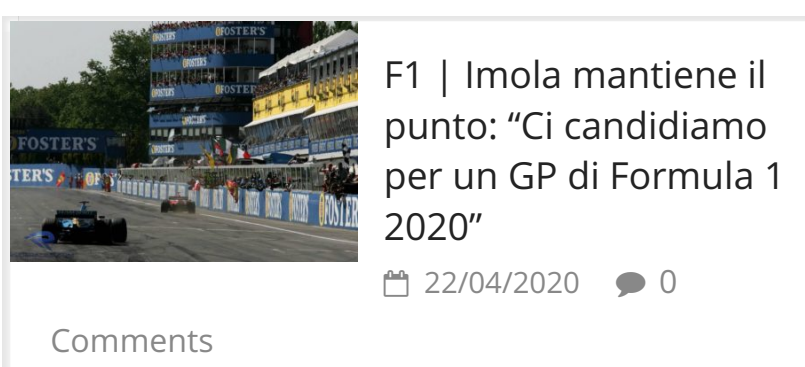 FOSTER'S
FOSTER'S
FOSTER'S
FOSTER'S
F1 | Imola mantiene il
punto: “Ci candidiamo
per un GP di Formula 1
2020”
22/04/2020 0
Comments